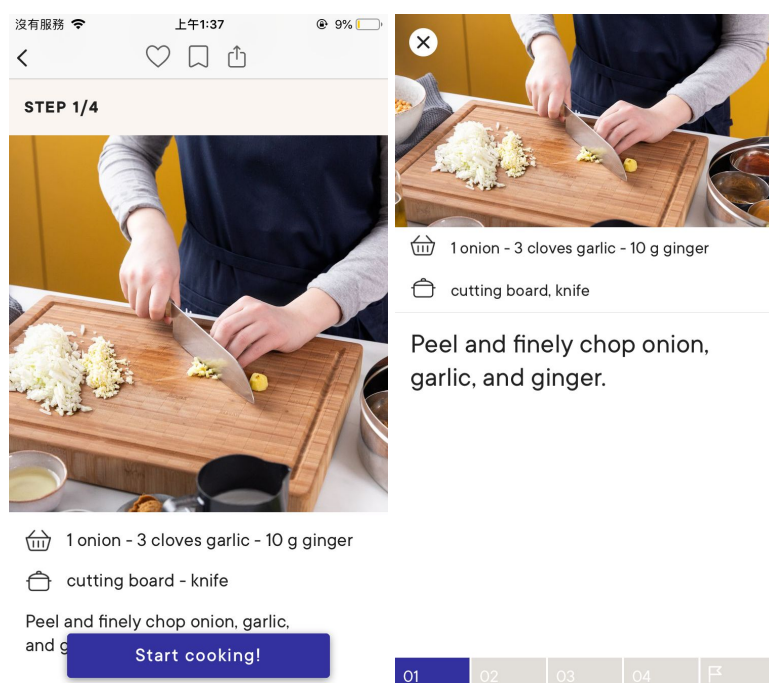 沒有服務
上午1:37
9%
STEP 1/4
1 onion - 3 cloves garlic - 10 g ginger
cutting board - knife
Peel and finely chop onion, garlic,
and g
Start cooking!
1 onion - 3 cloves garlic - 10 g ginger
cutting board, knife
Peel and finely chop onion,
garlic, and ginger.
01
02
03
04